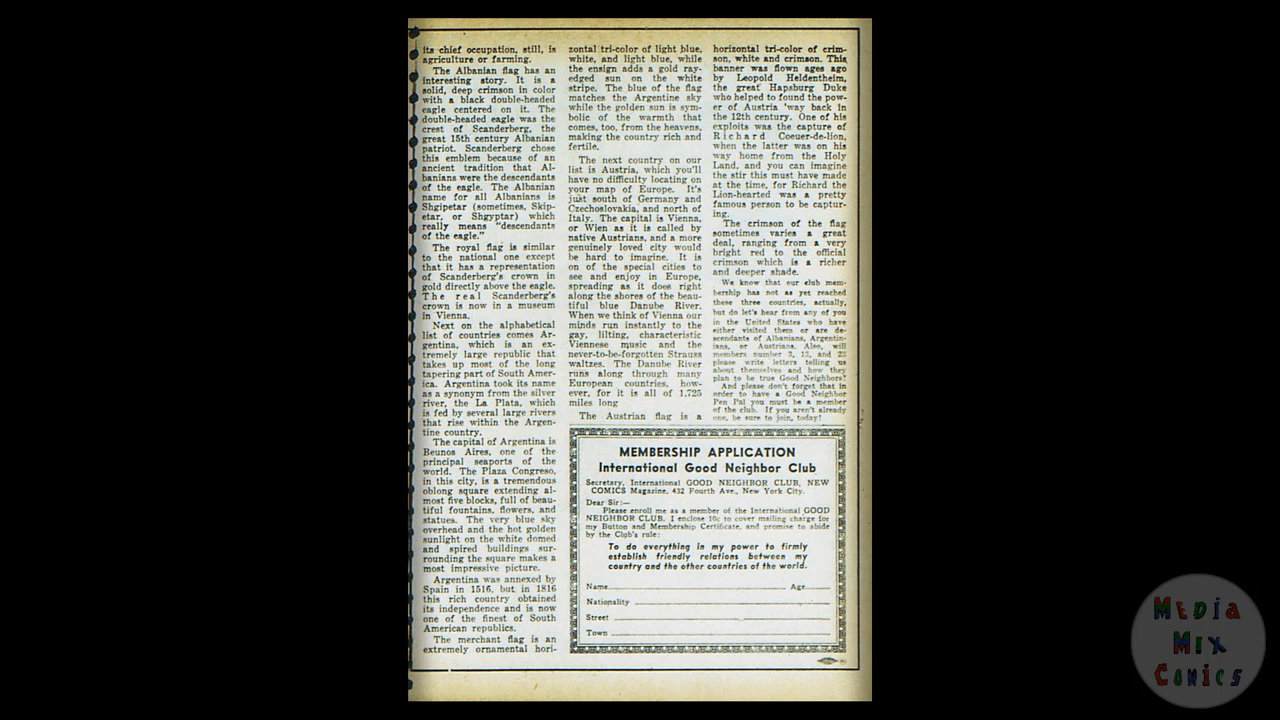 its chief occupation, still, is
agriculture or farming.
The Albanian flag has an
interesting story. It is a
solid, deep crimson in color
with a black double-headed
eagle centered on it. The
double-headed eagle was the
crest of Scanderberg, the
great 15th century Albanian
patriot. Scanderberg chose
this emblem because of an
ancient tradition that Al-
banians were the descendants
of the eagle. The Albanian
name for all Albanians is
Shgipetar (sometimes, Skip-
etar, or Shgyptar) which
really means "descendants
of the eagle."
The royal flag is similar
to the national one except
that it has a representation
of Scanderberg's crown in
gold directly above the eagle.
The real Scanderberg's
crown is now in a museum
in Vienna.
Next on the alphabetical
list of countries comes Ar-
gentina, which is an ex-
tremely large republic that
takes up most of the long
tapering part of South Amer-
ica. Argentina took its name
as a synonym from the silver
river, the La Plata, which
is fed by several large rivers
that rise within the Argen-
tine country.
The capital of Argentina is
Beunos Aires, one of the
principal seaports of the
world. The Plaza Congreso,
in this city, is a tremendous
oblong square extending al-
most five blocks, full of beau-
tiful fountains, flowers, and
statues. The very blue sky
overhead and the hot golden
sunlight on the white domed
and spired buildings sur-
rounding the square makes a
most impressive picture.
Argentina was annexed by
Spain in 1516, but in 1816
this rich country obtained
its independence and is now
one of the finest of South
American republics.
The merchant flag is an
extremely ornamental hori-
zontal tri-color of light blue,
white, and light blue, while
the ensign adds a gold ray-
edged sun on the white
stripe. The blue of the flag
matches the Argentine sky
while the golden sun is sym-
bolic of the warmth that
comes, too, from the heavens,
making the country rich and
fertile.
The next country on our
list is Austria, which you'll
have no difficulty locating on
your map of Europe. It's
just south of Germany and
Czechoslovakia, and north of
Italy. The capital is Vienna,
or Wien as it is called by
native Austrians, and a more
genuinely loved city would
be hard to imagine. It is
on of the special cities to
see and enjoy in Europe,
spreading as it does right
along the shores of the beau-
tiful blue Danube River.
When we think of Vienna our
minds run instantly to the
gay, lilting, characteristic
Viennese music and the
never-to-be-forgotten Strauss
waltzes. The Danube River
runs along through many
European countries, how-
ever, for it is all of 1,725
miles long
The Austrian flag is a
horizontal tri-color of crim-
son, white and crimson. This
banner was flown ages ago
by Leopold Heldentheim,
the great Hapsburg Duke
who helped to found the pow-
er of Austria 'way back in
the 12th century. One of his
exploits was the capture of
Richard Coeuer-de-lion,
when the latter was on his
way home from the Holy
Land, and you can imagine
the stir this must have made
at the time, for Richard the
Lion-hearted was a pretty
famous person to be captur-
ing.
The crimson of the flag
sometimes varies a great
deal, ranging from a very
bright red to the official
crimson which is a richer
and deeper shade.
We know that our club mem-
bership has not as yet reached
these three countries, actually,
but do let's hear from any of you
in the United States who have
either visited them or are de-
scendants of Albanians, Argentin-
ians, or Austrians. Also, will
members number 3, 13, and 23
please write letters telling us
about themselves and how they
plan to be true Good Neighbors?
And please don't forget that in
order to have a Good Neighbor
Pen Pal you must be a member
of the club. If you aren't already
one, be sure to join, today!
MEMBERSHIP APPLICATION
International Good Neighbor Club
Secretary, International GOOD NEIGHBOR CLUB, NEW
COMICS Magazine, 432 Fourth Ave., New York City.
Dear Sir:—
Please enroll me as a member of the International GOOD
NEIGHBOR CLUB. I enclose 10c to cover mailing charge for
my Button and Membership Certificate, and promise to abide
by the Club's rule:
To do everything in my power to firmly
establish friendly relations between my
country and the other countries of the world.
Name Age
Nationality
Street
Town
MEDiA
MiX
COMiCS